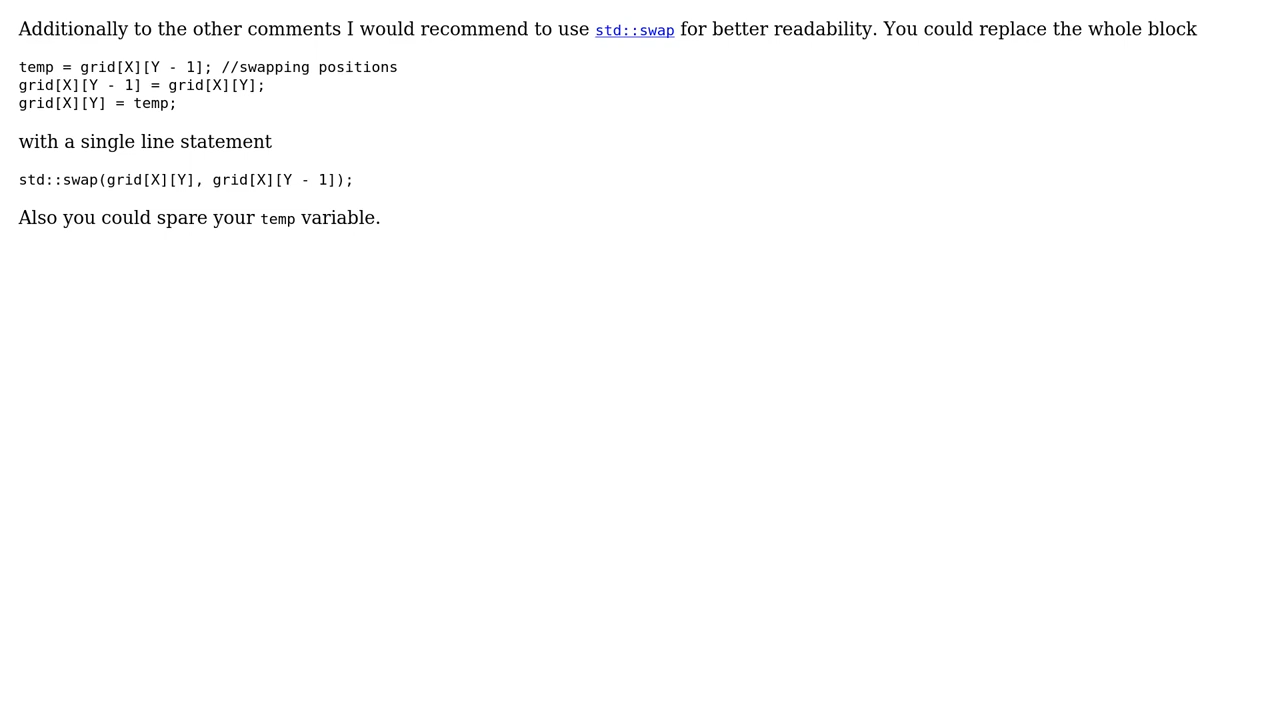 Additionally to the other comments I would recommend to use std::swap for better readability. You could replace the whole block
temp = grid[X][Y - 1]; //swapping positions
grid[X][Y - 1] = grid[X][Y];
grid[X][Y] = temp;
with a single line statement
std::swap(grid[X][Y], grid[X][Y - 1]);
Also you could spare your temp variable.